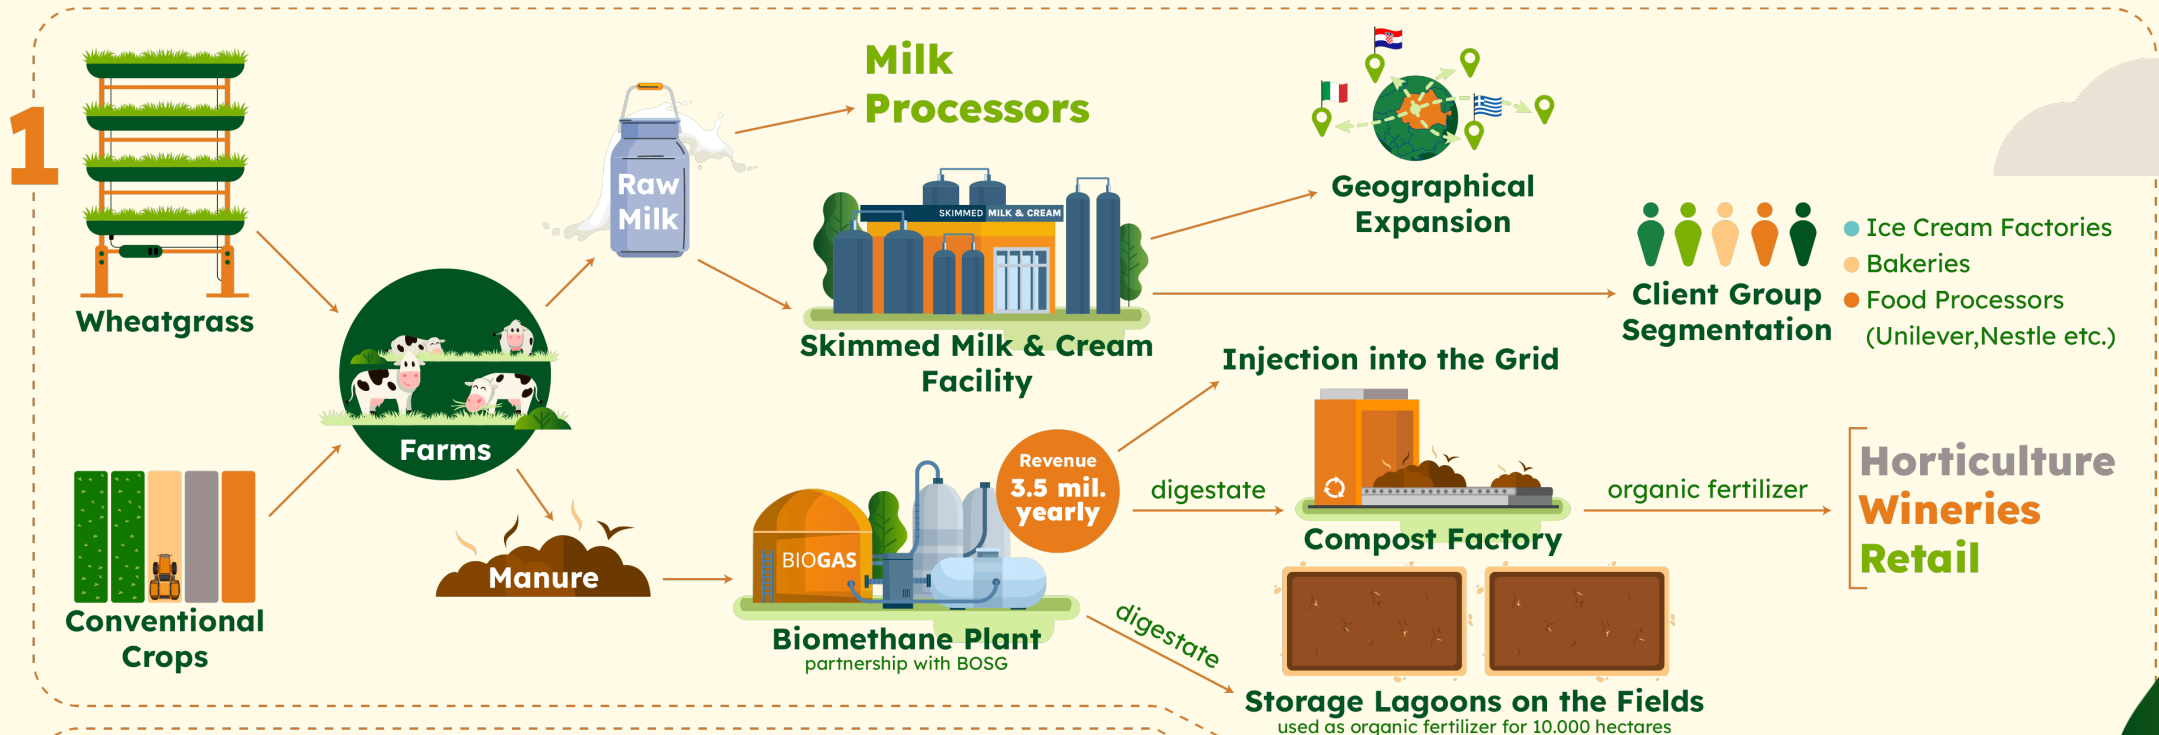 1
Wheatgrass
Conventional
Crops
Farms
Raw
Milk
Manure
Milk
Processors
SKIMMED MILK & CREAM
Skimmed Milk & Cream
Facility
Geographical
Expansion
Client Group
Segmentation
Ice Cream Factories
Bakeries
Food Processors
(Unilever,Nestle etc.)
BIOGAS
Biomethane Plant
partnership with BOSG
Revenue
3.5 mil.
yearly
Injection into the Grid
digestate
Compost Factory
organic fertilizer
Horticulture
Wineries
Retail
digestate
Storage Lagoons on the Fields
used as organic fertilizer for 10.000 hectares